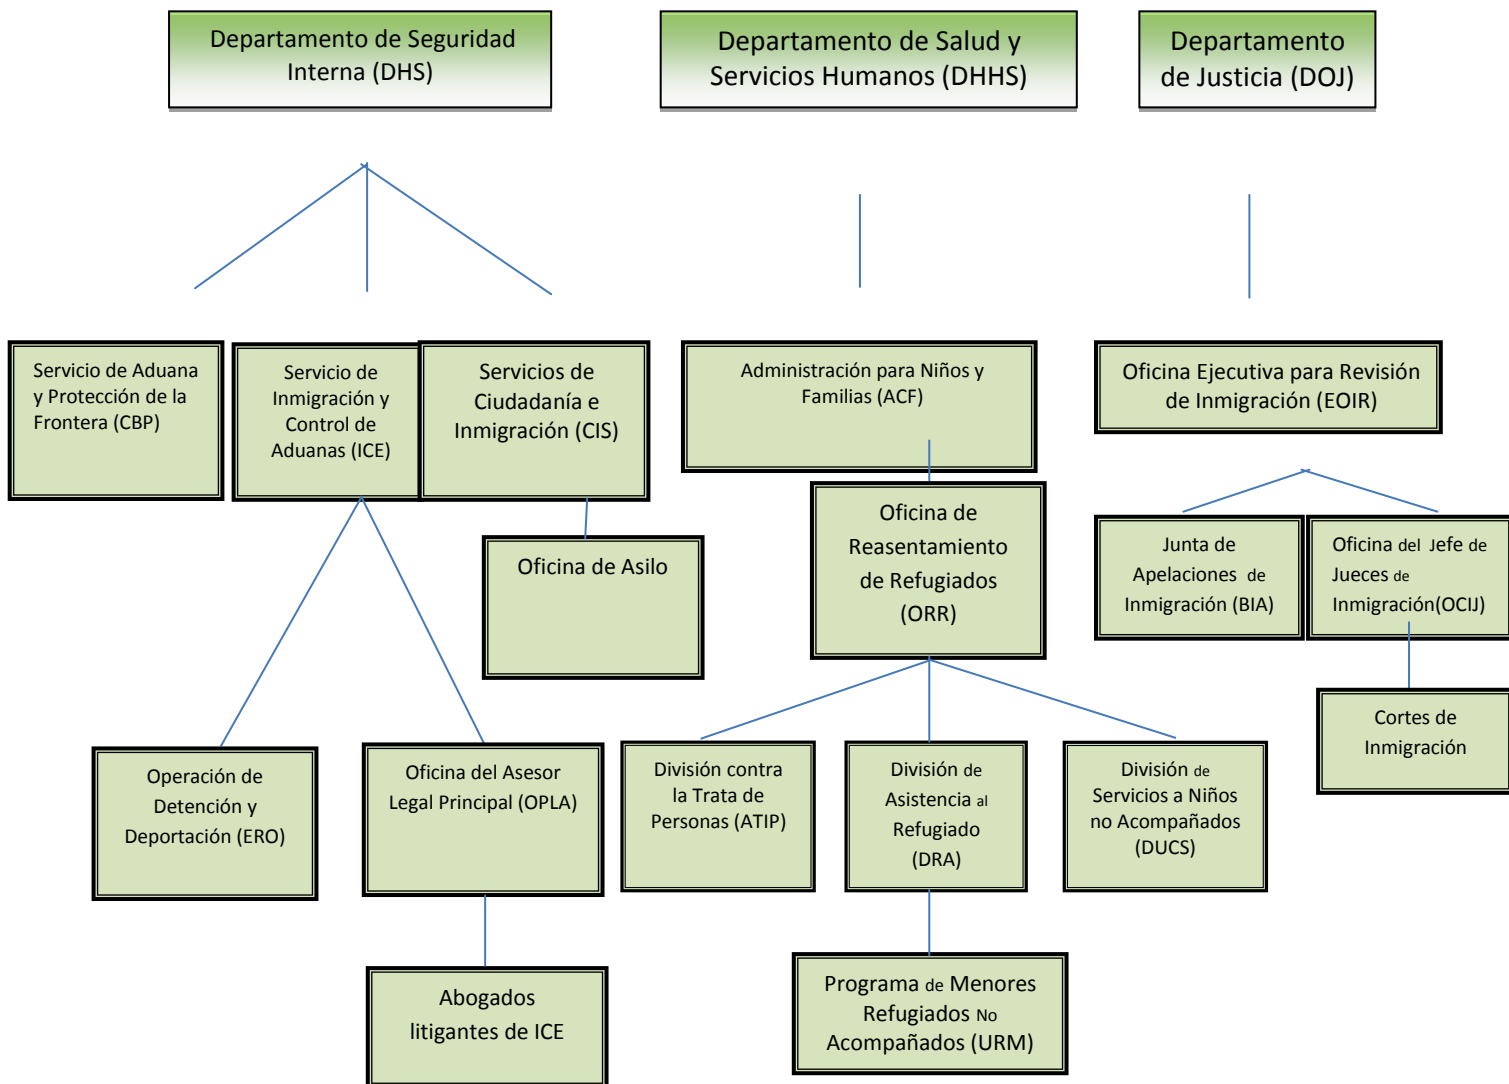 Departamento de Seguridad
Interna (DHS)
Departamento de Salud y
Servicios Humanos (DHHS)
Departamento
de Justicia (DOJ)
Servicio de Aduana
y Protección de la
Frontera (CBP)
Servicio de
Inmigración y
Control de
Aduanas (ICE)
Servicios de
Ciudadanía e
Inmigración (CIS)
Administración para Niños y
Familias (ACF)
Oficina Ejecutiva para Revisión
de Inmigración (EOIR)
Oficina de Asilo
Oficina de
Reasentamiento
de Refugiados
(ORR)
Junta de
Apelaciones de
Inmigración (BIA)
Oficina del Jefe de
Jueces de
Inmigración(OCIJ)
Cortes de
Inmigración
Operación de
Detención y
Deportación (ERO)
Oficina del Asesor
Legal Principal (OPLA)
División contra
la Trata de
Personas (ATIP)
División de
Asistencia al
Refugiado
(DRA)
División de
Servicios a Niños
no Acompañados
(DUCS)
Abogados
litigantes de ICE
Programa de Menores
Refugiados No
Acompañados (URM)